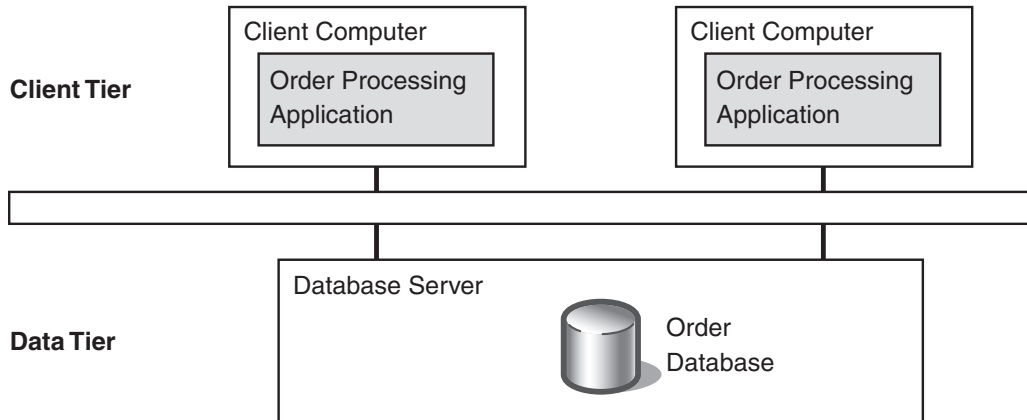 Client Computer
Order Processing
Application
Client Computer
Order Processing
Application
Client Tier
Database Server
Order
Database
Data Tier